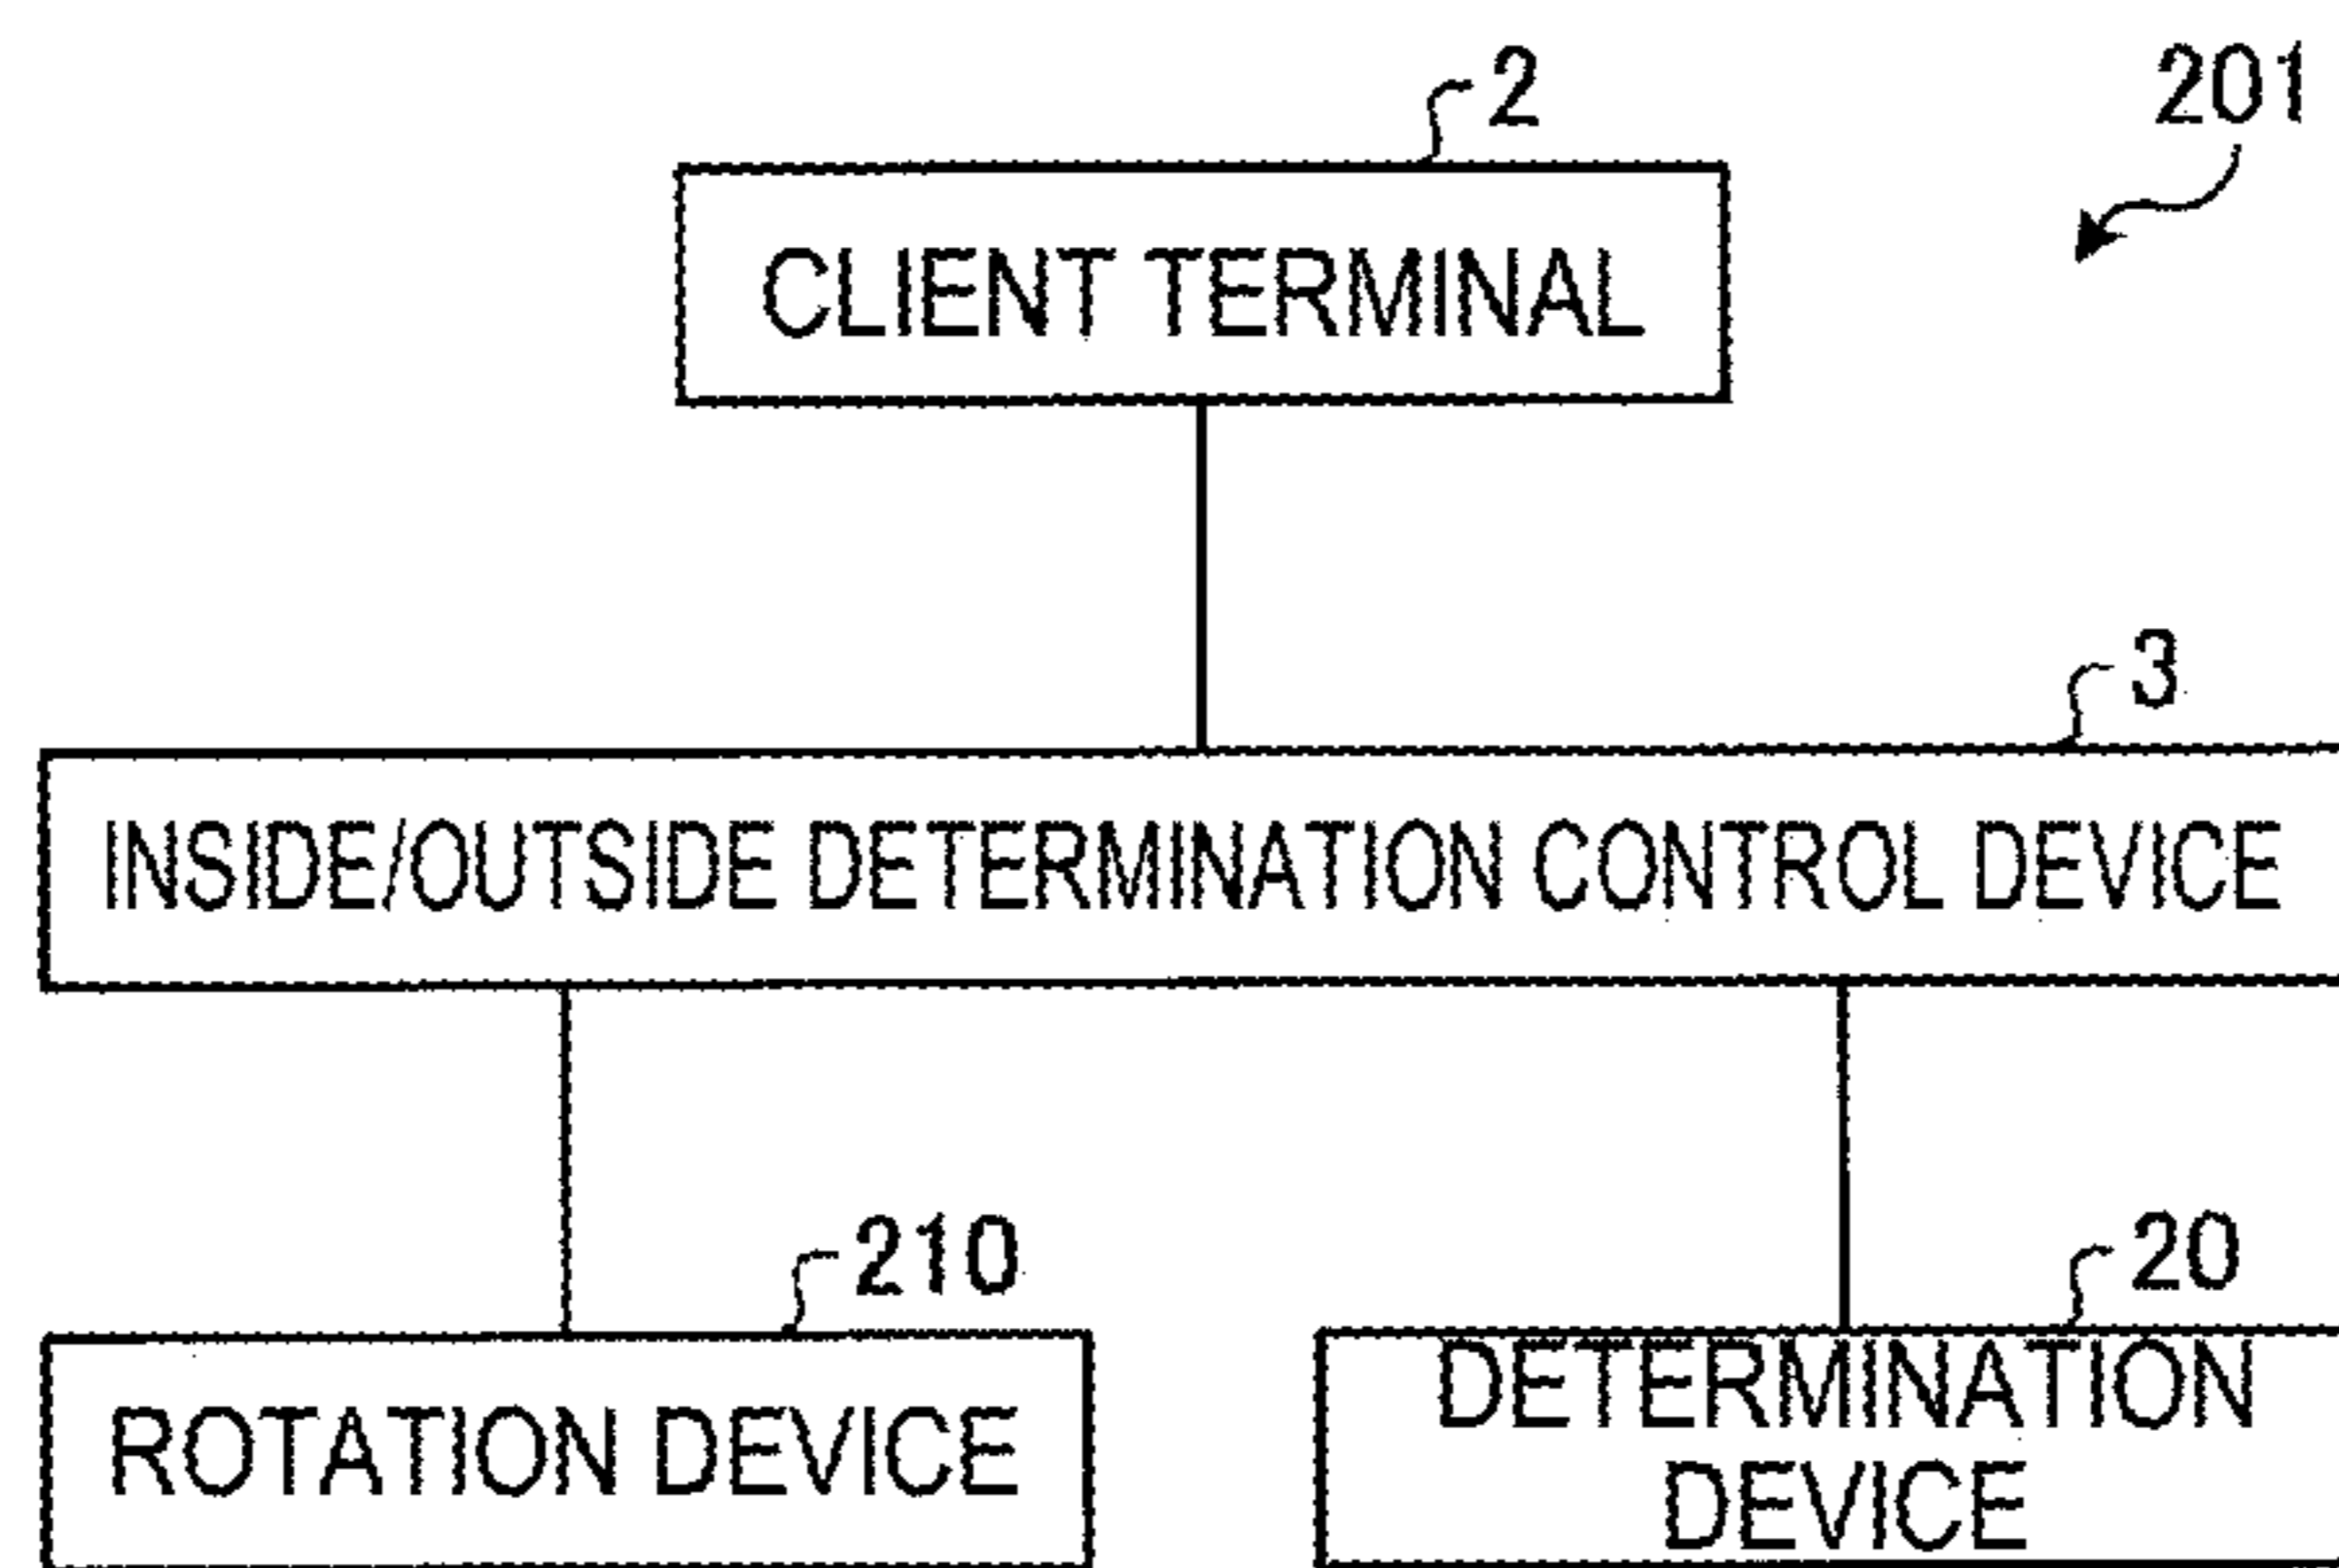 2
201
CLIENT TERMINAL
3
INSIDE/OUTSIDE DETERMINATION CONTROL DEVICE
210
20
ROTATION DEVICE
DETERMINATION
DEVICE